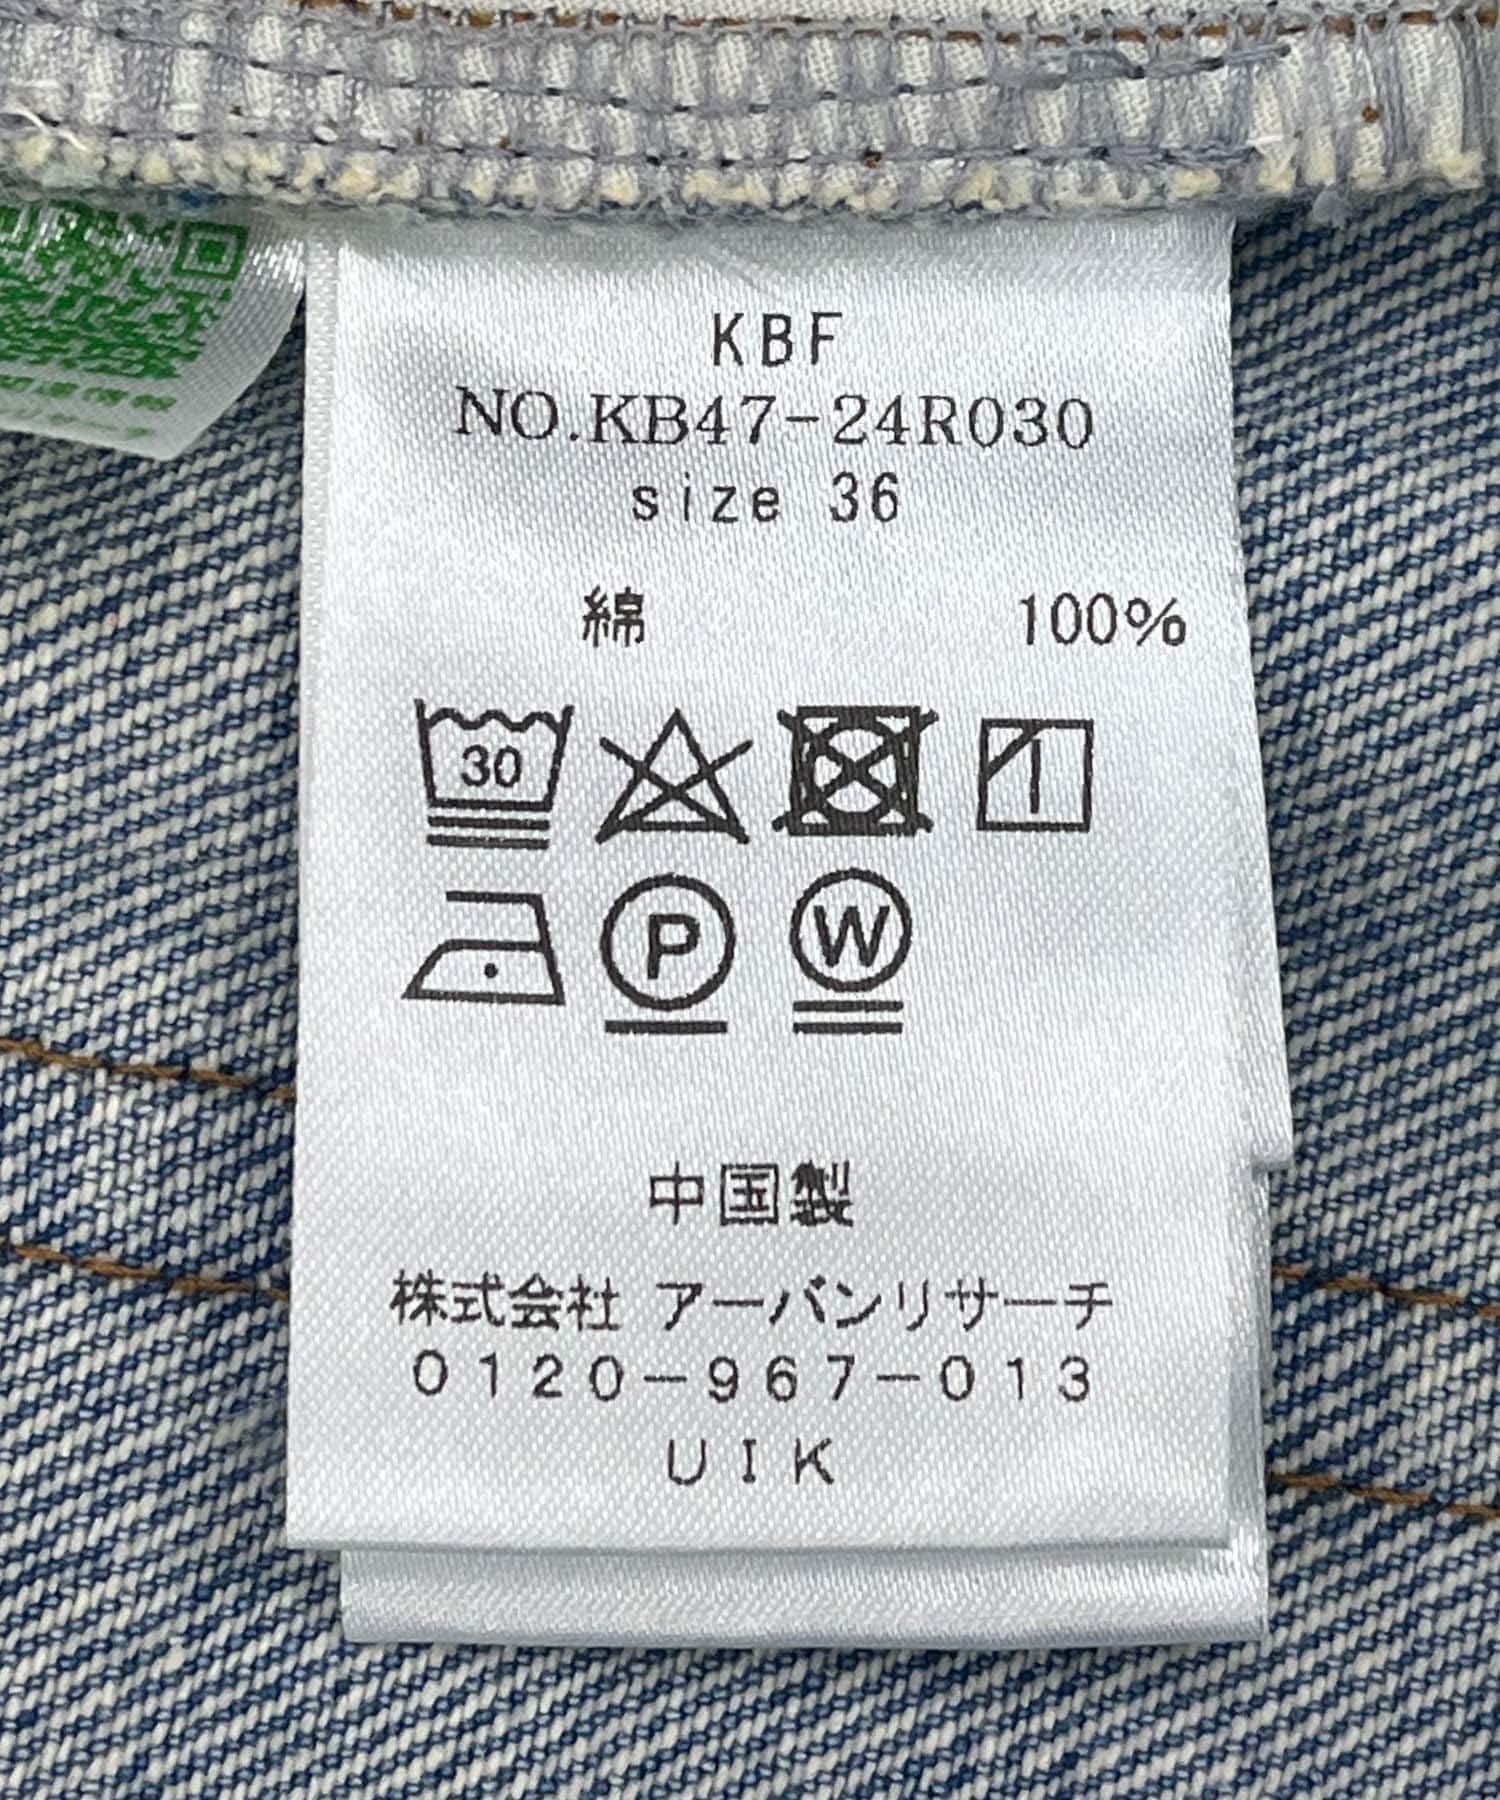 KBF
NO.KB47-24R030
size 36
綿 100%
30
P W
中国製
株式会社 アーバンリサーチ
0120-967-013
UIK